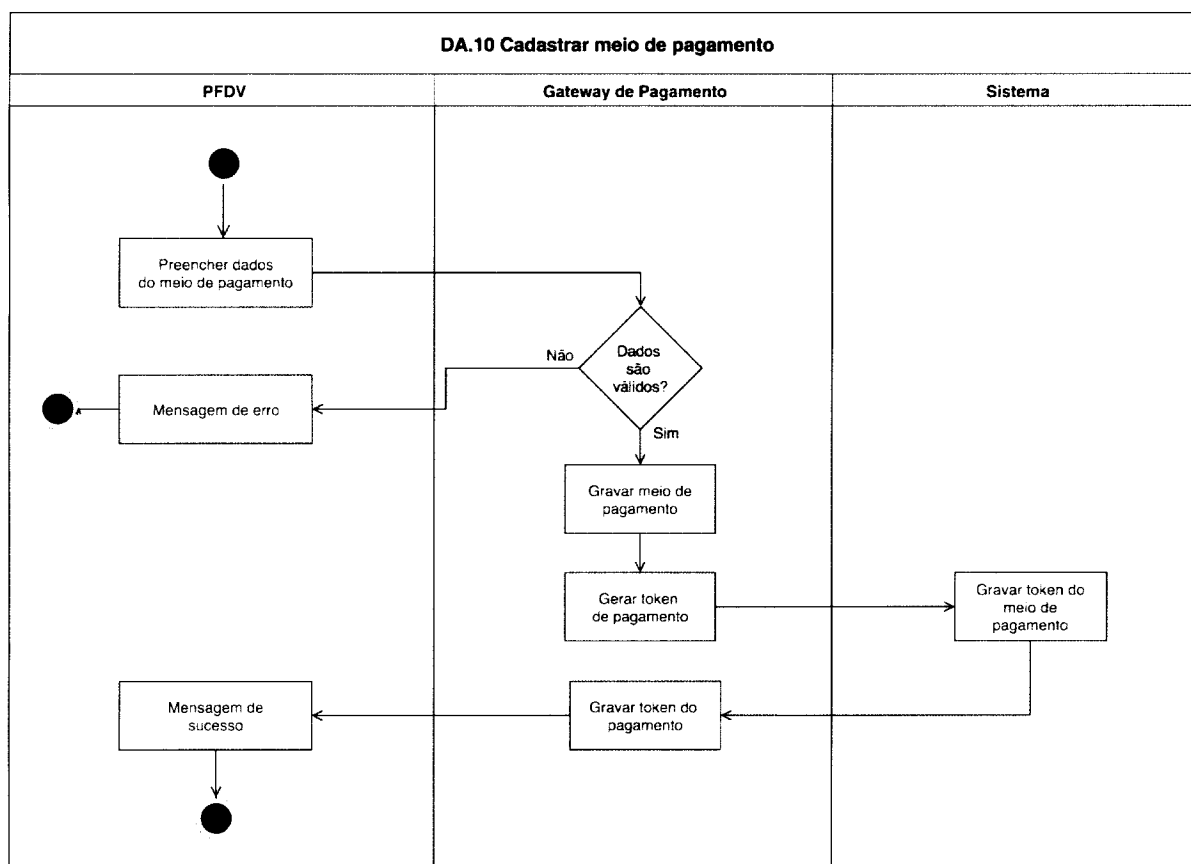 DA.10 Cadastrar meio de pagamento
PFDV
Gateway de Pagamento
Sistema
Preencher dados
do meio de pagamento
Não
Dados
são
válidos?
Mensagem de erro
Sim
Gravar meio de
pagamento
Gerar token
de pagamento
Gravar token do
meio de
pagamento
Mensagem de
sucesso
Gravar token do
pagamento